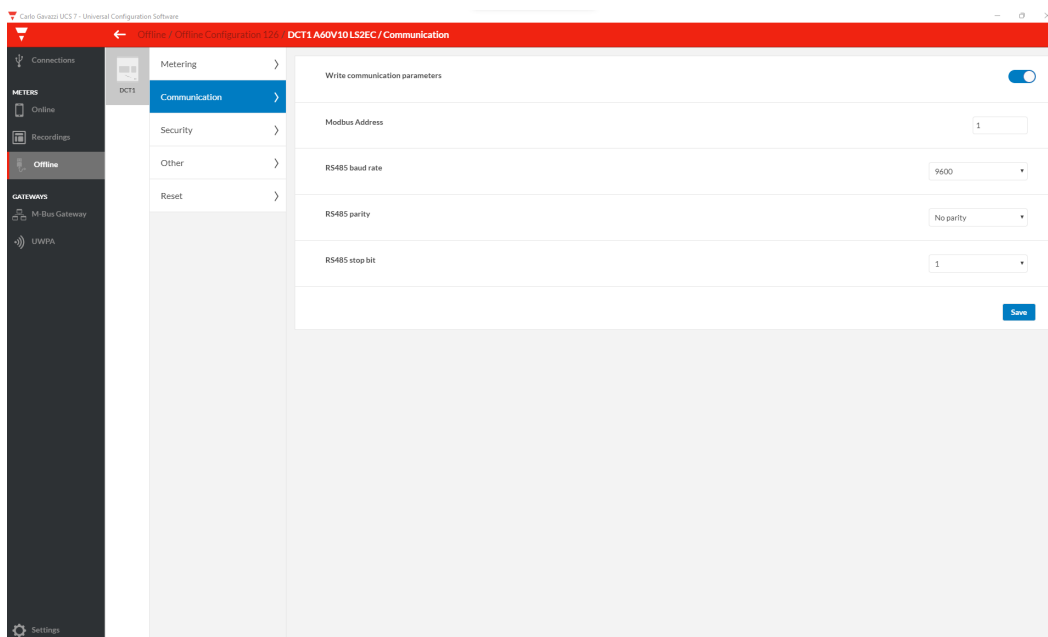 Carlo Gavazzi UCS 7 - Universal Configuration Software
Offline / Offline Configuration 126 / DCT1 A60V10 LS2EC / Communication
Connections
METERS
Online
Recordings
Offline
GATEWAYS
M-Bus Gateway
UWPA
Settings
DCT1
Metering
Communication
Security
Other
Reset
Write communication parameters
Modbus Address
1
RS485 baud rate
9600
RS485 parity
No parity
RS485 stop bit
1
Save